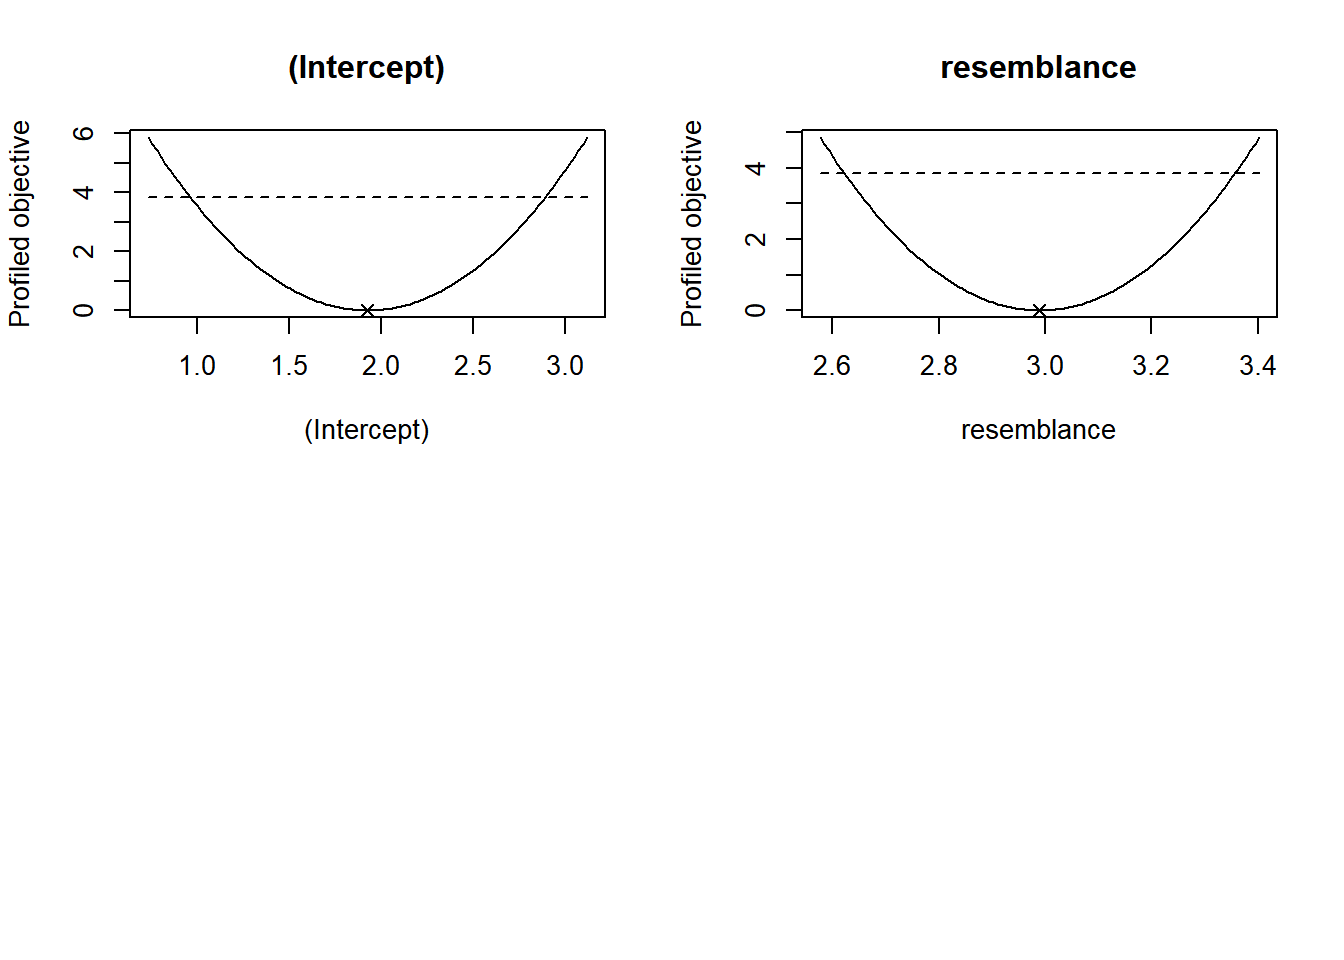 (Intercept)
Profiled objective
6
4
2
0
1.0 1.5 2.0 2.5 3.0
(Intercept)
resemblance
Profiled objective
4
2
0
2.6 2.8 3.0 3.2 3.4
resemblance